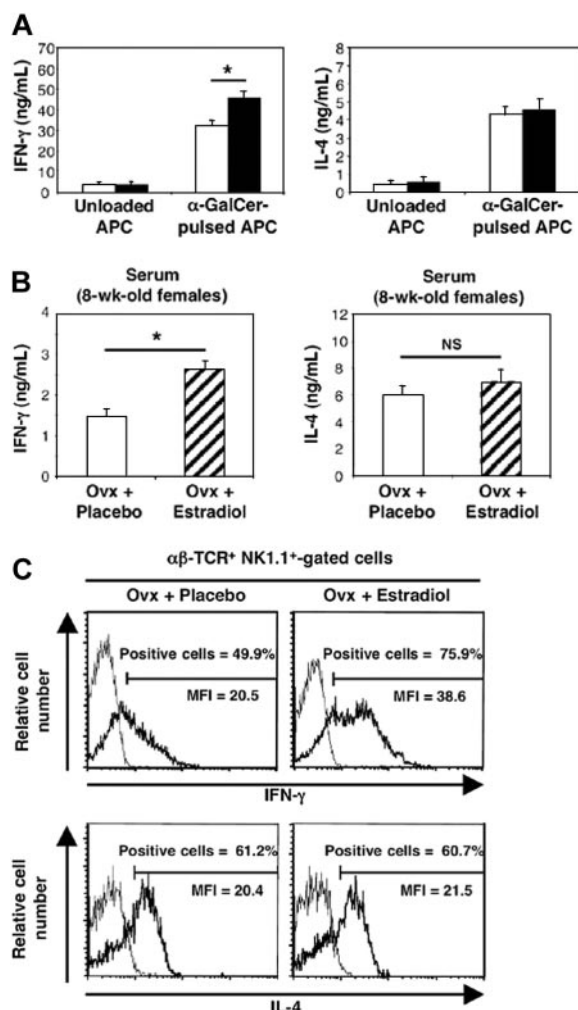 A
IFN-γ (ng/mL)
70
60
50
40
30
20
10
0
*
Unloaded APC
α-GalCer-pulsed APC
IL-4 (ng/mL)
8
7
6
5
4
3
2
1
0
Unloaded APC
α-GalCer-pulsed APC
B
Serum
(8-wk-old females)
IFN-γ (ng/mL)
4
3
2
1
0
*
Ovx +
Placebo
Ovx +
Estradiol
Serum
(8-wk-old females)
IL-4 (ng/mL)
12
10
8
6
4
2
0
NS
Ovx +
Placebo
Ovx +
Estradiol
C
αβ-TCR⁺ NK1.1⁺-gated cells
Ovx + Placebo
Ovx + Estradiol
Relative cell
number
Positive cells = 49.9%
MFI = 20.5
Positive cells = 75.9%
MFI = 38.6
IFN-γ
Relative cell
number
Positive cells = 61.2%
MFI = 20.4
Positive cells = 60.7%
MFI = 21.5
IL-4